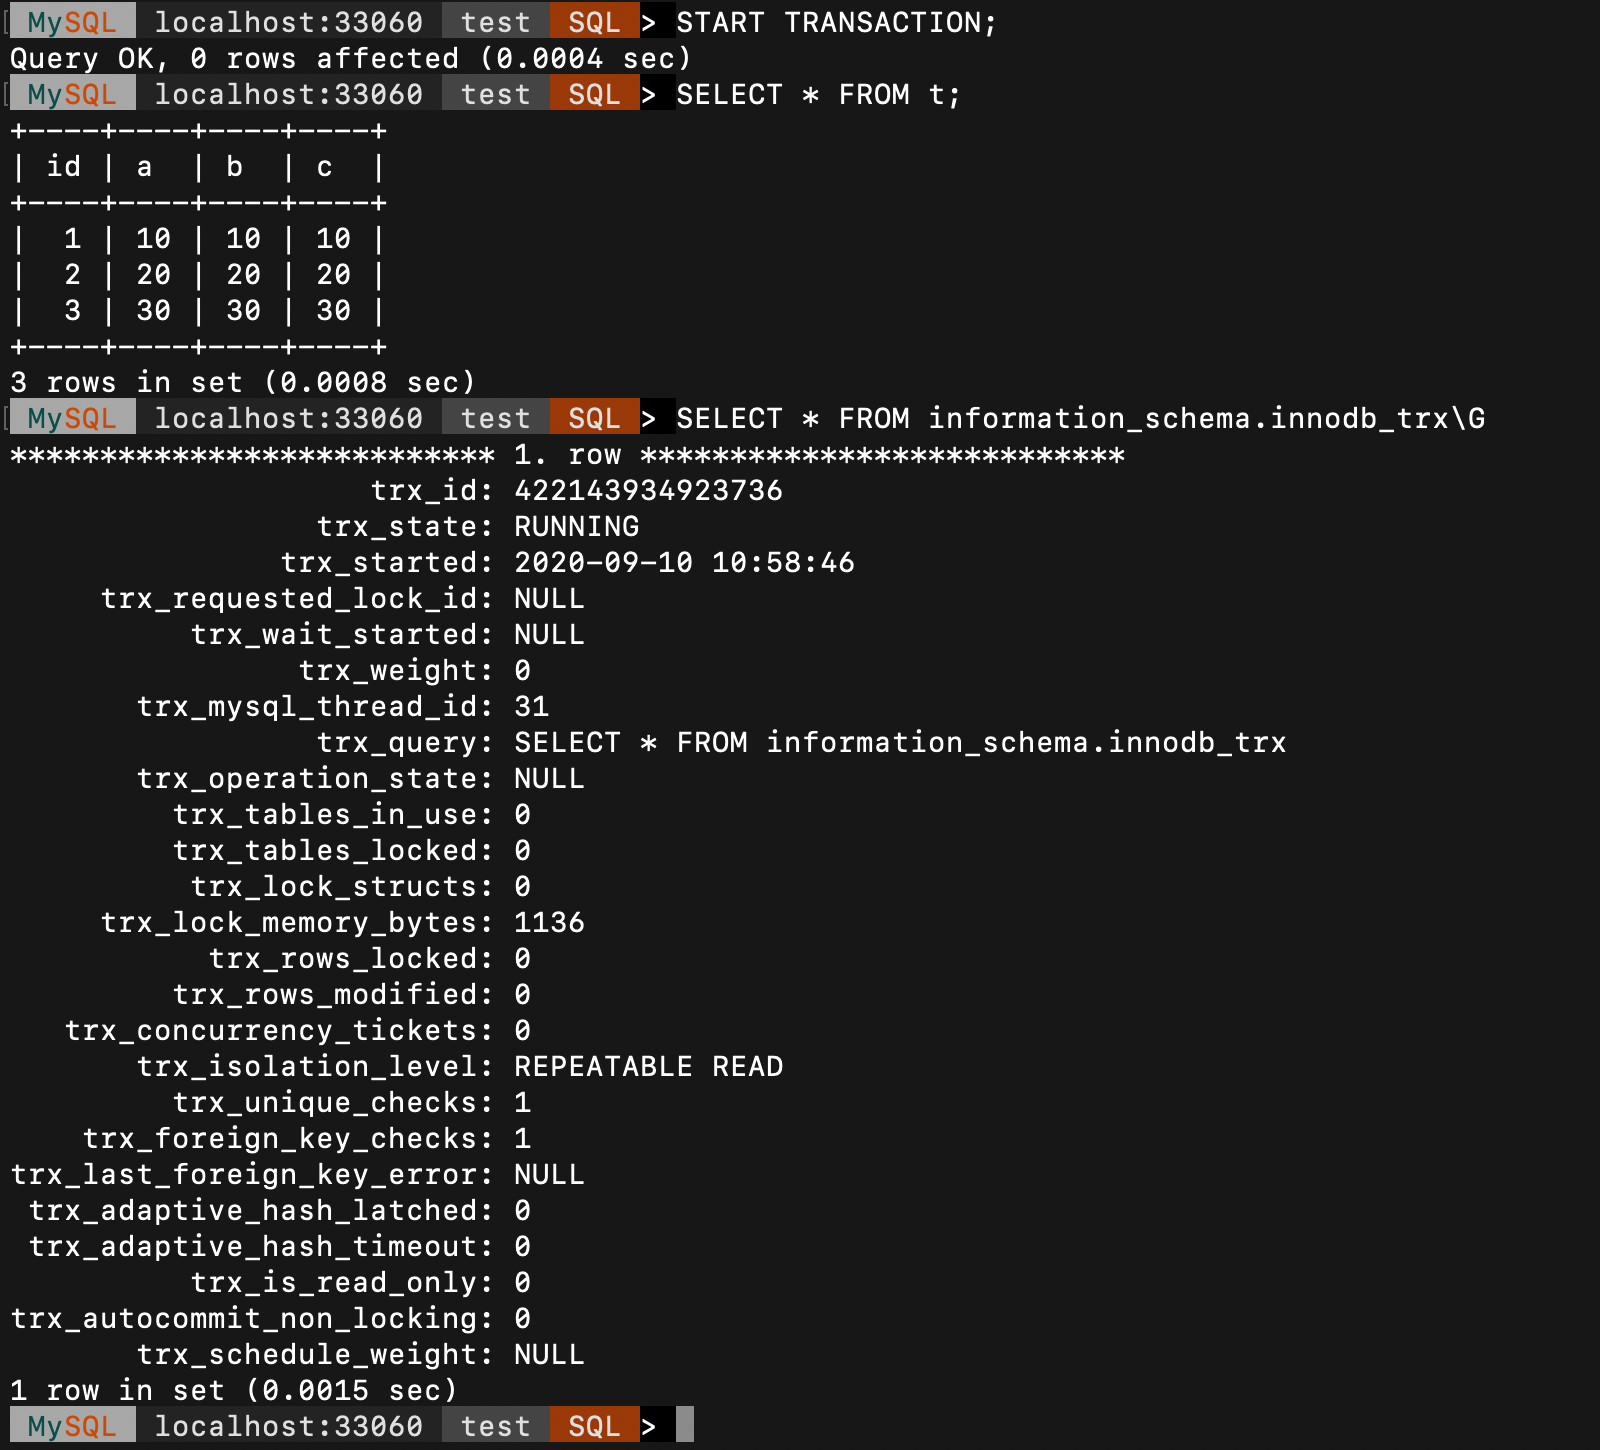 MySQL localhost:33060 test SQL > START TRANSACTION;
Query OK, 0 rows affected (0.0004 sec)
MySQL localhost:33060 test SQL > SELECT * FROM t;
+----+----+----+----+
| id | a  | b  | c  |
+----+----+----+----+
|  1 | 10 | 10 | 10 |
|  2 | 20 | 20 | 20 |
|  3 | 30 | 30 | 30 |
+----+----+----+----+
3 rows in set (0.0008 sec)
MySQL localhost:33060 test SQL > SELECT * FROM information_schema.innodb_trx\G
*************************** 1. row ***************************
                    trx_id: 422143934923736
                 trx_state: RUNNING
               trx_started: 2020-09-10 10:58:46
     trx_requested_lock_id: NULL
          trx_wait_started: NULL
                trx_weight: 0
       trx_mysql_thread_id: 31
                 trx_query: SELECT * FROM information_schema.innodb_trx
       trx_operation_state: NULL
         trx_tables_in_use: 0
         trx_tables_locked: 0
          trx_lock_structs: 0
     trx_lock_memory_bytes: 1136
           trx_rows_locked: 0
         trx_rows_modified: 0
   trx_concurrency_tickets: 0
       trx_isolation_level: REPEATABLE READ
         trx_unique_checks: 1
    trx_foreign_key_checks: 1
trx_last_foreign_key_error: NULL
 trx_adaptive_hash_latched: 0
 trx_adaptive_hash_timeout: 0
          trx_is_read_only: 0
trx_autocommit_non_locking: 0
       trx_schedule_weight: NULL
1 row in set (0.0015 sec)
MySQL localhost:33060 test SQL >